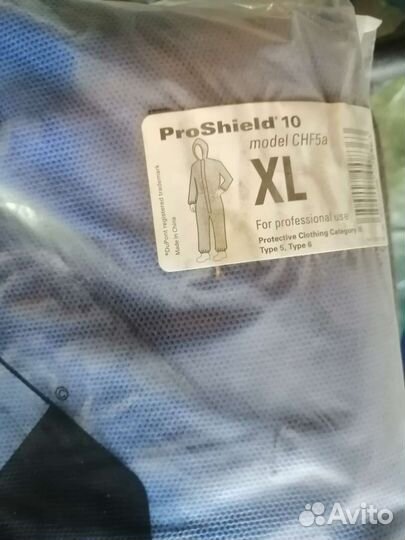 ProShield® 10
model CHF5a
XL
For professional use
Protective Clothing Category III
Type 5, Type 6
*DuPont registered trademark
Made in China
©
Avito